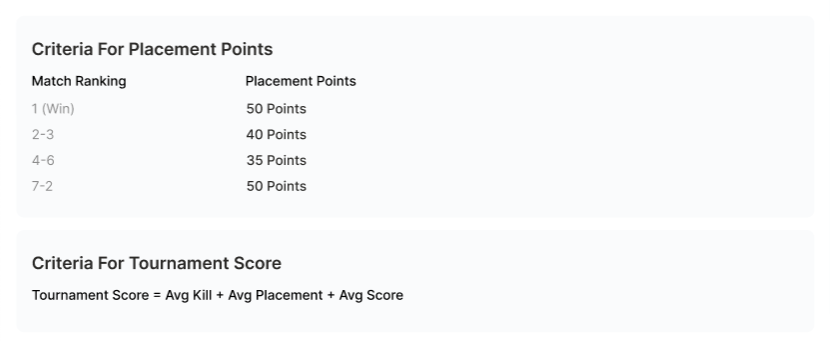 Criteria For Placement Points
Match Ranking Placement Points
1 (Win) 50 Points
2-3 40 Points
4-6 35 Points
7-2 50 Points
Criteria For Tournament Score
Tournament Score = Avg Kill + Avg Placement + Avg Score